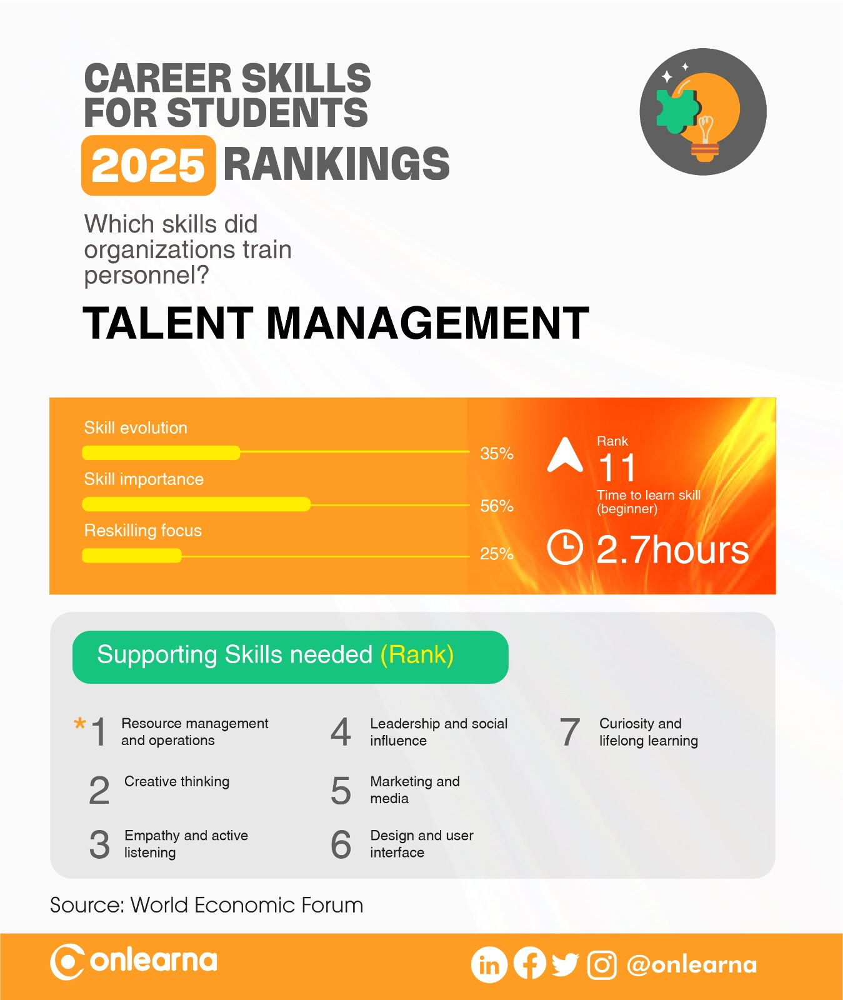 CAREER SKILLS
FOR STUDENTS
2025 RANKINGS
Which skills did
organizations train
personnel?
TALENT MANAGEMENT
Skill evolution
35%
Skill importance
56%
Reskilling focus
25%
Rank
11
Time to learn skill
(beginner)
2.7hours
Supporting Skills needed (Rank)
*1 Resource management
and operations
2 Creative thinking
3 Empathy and active
listening
4 Leadership and social
influence
5 Marketing and
media
6 Design and user
interface
7 Curiosity and
lifelong learning
Source: World Economic Forum
onlearna
in
@onlearna